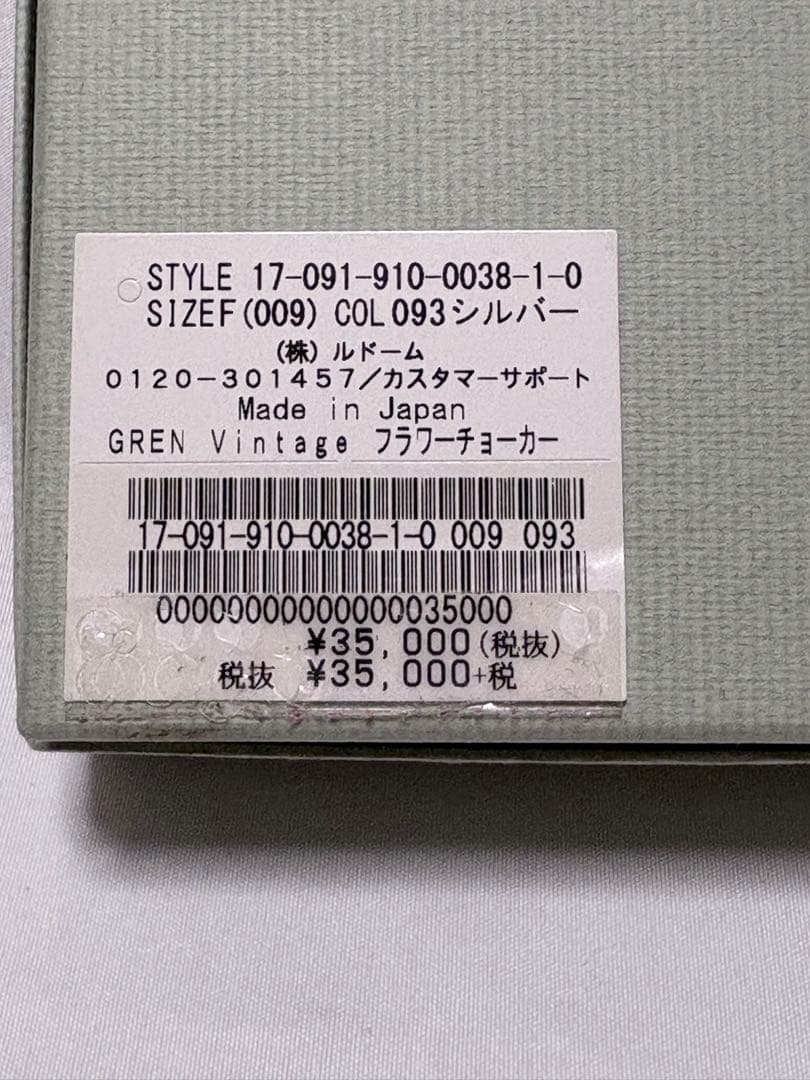 STYLE 17-091-910-0038-1-0
SIZEF(009) COL093シルバー
(株)ルドーム
0120-301457/カスタマーサポート
Made in Japan
GREN Vintage フラワーチョーカー
17-091-910-0038-1-0 009 093
00000000000000035000
¥35,000(税抜)
税抜 ¥35,000+税